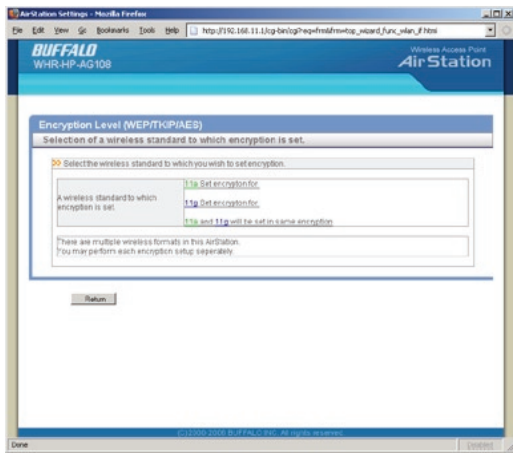 AirStation Settings - Mozilla Firefox
File Edit View Go Bookmarks Tools Help
http://192.168.11.1/cgi-bin/cgi?req=frm&frm=top_wizard_func_wlan_if.html
BUFFALO
WHR-HP-AG108
Wireless Access Point
AirStation
Encryption Level (WEP/TKIP/AES)
Selection of a wireless standard to which encryption is set.
Select the wireless standard to which you wish to set encryption.
A wireless standard to which
encryption is set.
11a Set encrypton for
11g Det encrypton for
11a and 11g will be set in same encryption
There are multiple wireless formats in this AirStation.
You may perform each encryption setup seperately.
Return
(C)2000-2006 BUFFALO INC. All rights reserved.
Done
Disabled